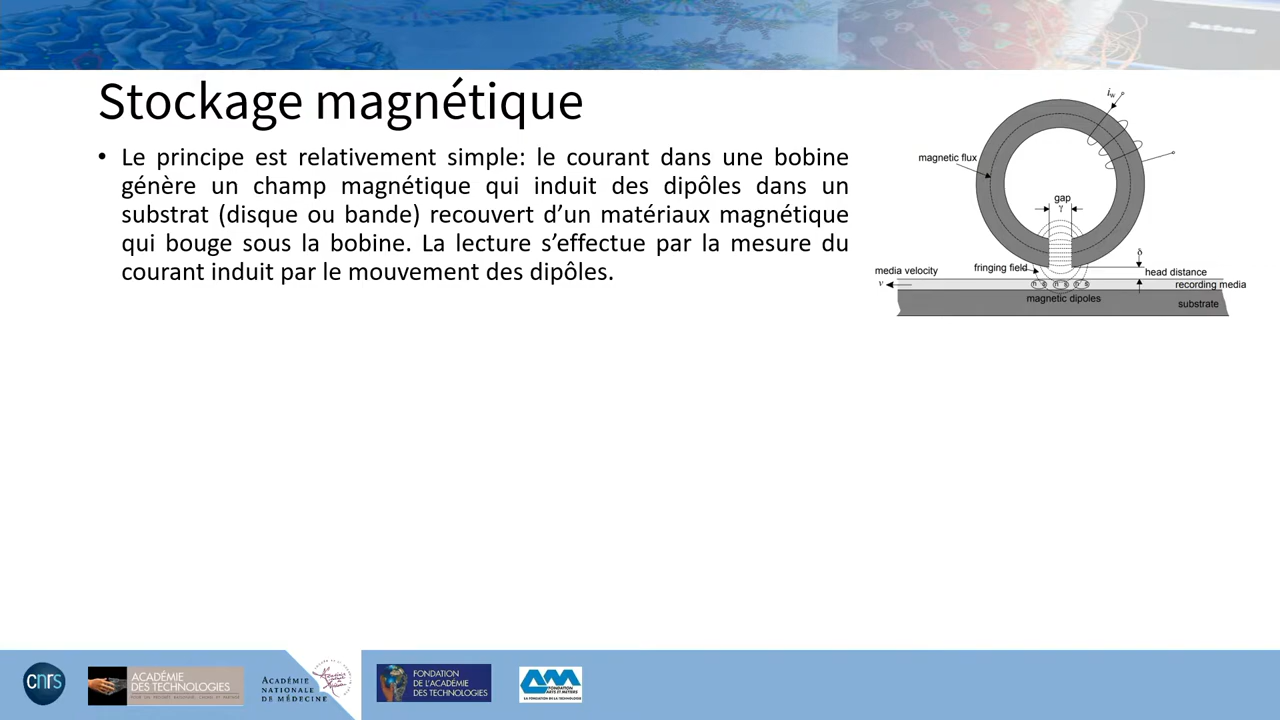 Stockage magnétique
• Le principe est relativement simple: le courant dans une bobine
génère un champ magnétique qui induit des dipôles dans un
substrat (disque ou bande) recouvert d’un matériaux magnétique
qui bouge sous la bobine. La lecture s’effectue par la mesure du
courant induit par le mouvement des dipôles.
iw
magnetic flux
gap
γ
δ
fringing field
head distance
media velocity
v
recording media
magnetic dipoles
substrate
cnrs
ACADÉMIE
DES TECHNOLOGIES
ACADÉMIE
NATIONALE
DE MÉDECINE
FONDATION
DE L'ACADÉMIE
DES TECHNOLOGIES
AM
FONDATION
ARTS ET MÉTIERS